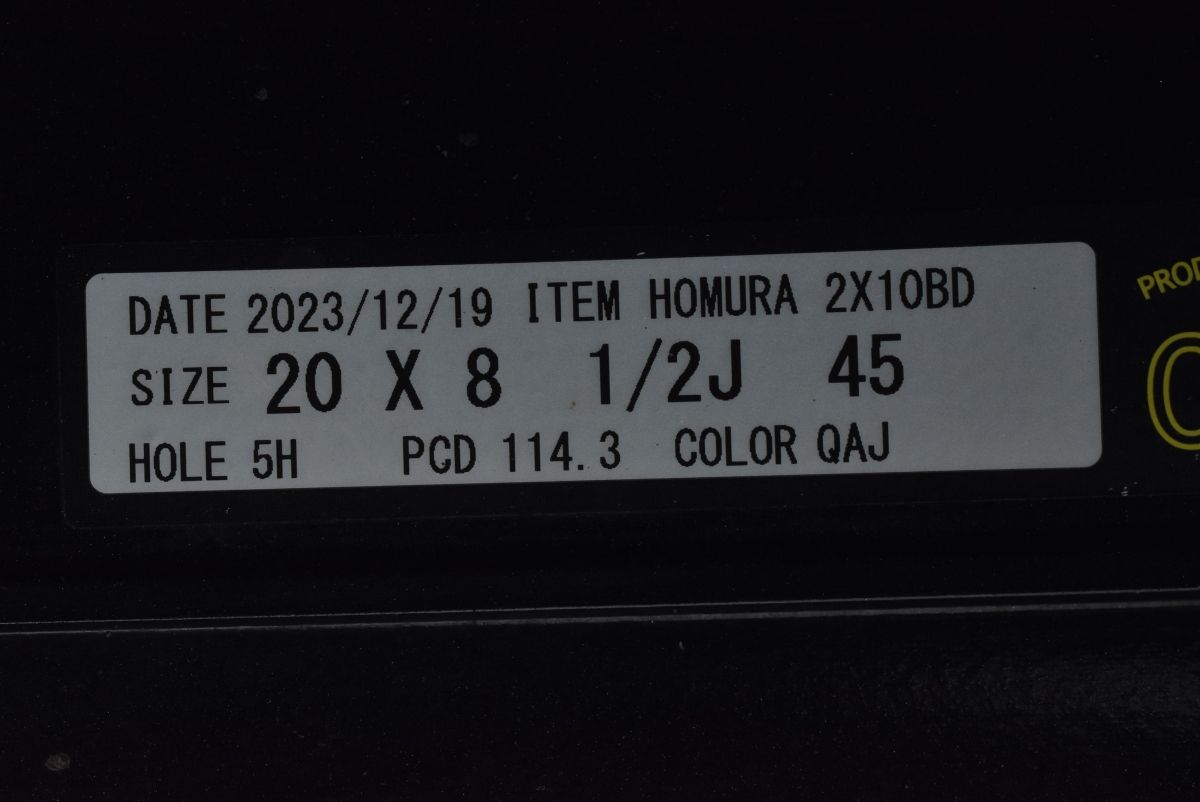 DATE 2023/12/19 ITEM HOMURA 2X10BD
SIZE 20 X 8 1/2J 45
HOLE 5H PCD 114.3 COLOR QAJ